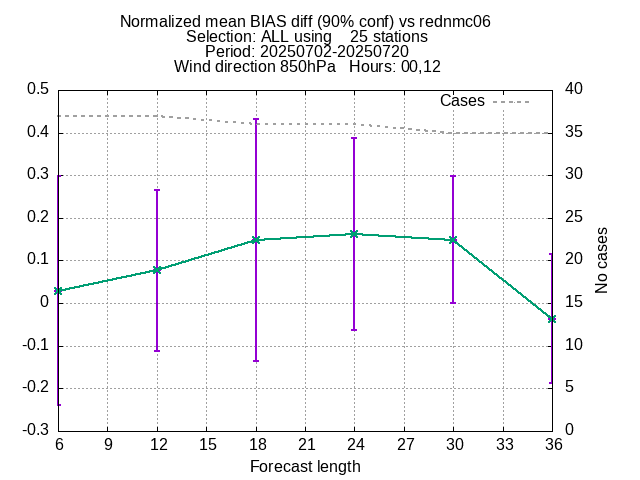 Normalized mean BIAS diff (90% conf) vs rednmc06
Selection: ALL using    25 stations
Period: 20250702-20250720
Wind direction 850hPa   Hours: 00,12
0.5
0.4
0.3
0.2
0.1
0
-0.1
-0.2
-0.3
Cases
40
35
30
25
20
15
10
5
0
No cases
6 9 12 15 18 21 24 27 30 33 36
Forecast length